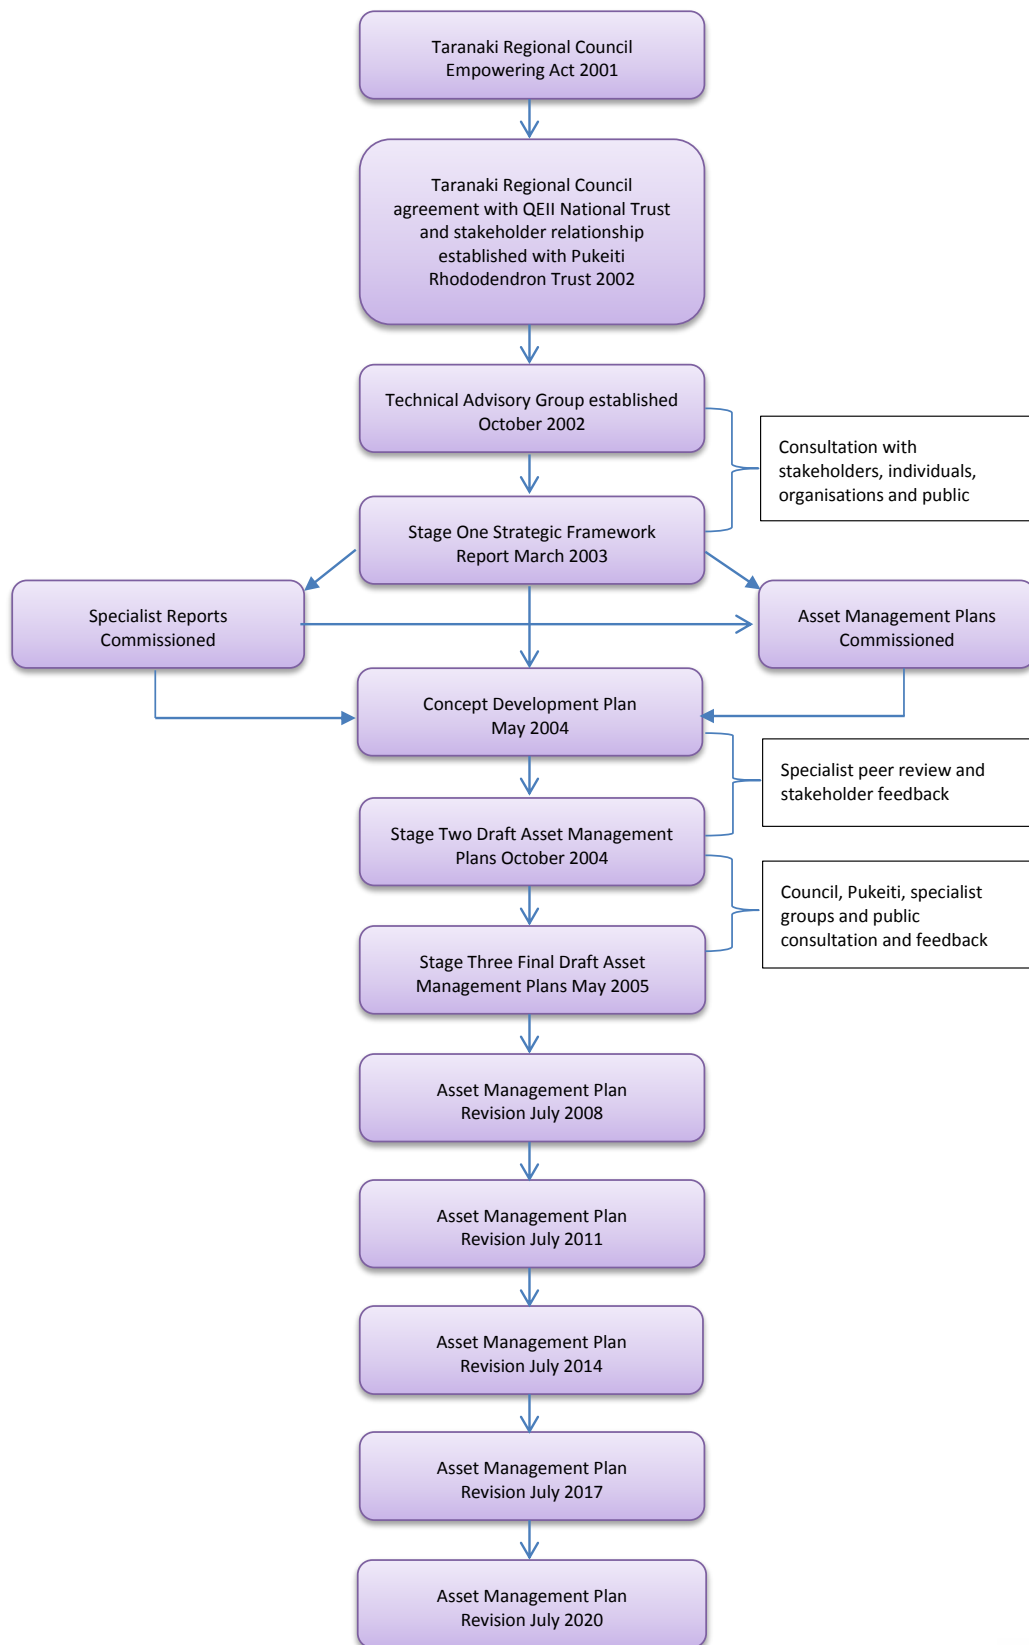 Taranaki Regional Council
Empowering Act 2001
Taranaki Regional Council
agreement with QEII National Trust
and stakeholder relationship
established with Pukeiti
Rhododendron Trust 2002
Technical Advisory Group established
October 2002
Consultation with
stakeholders, individuals,
organisations and public
Stage One Strategic Framework
Report March 2003
Specialist Reports
Commissioned
Asset Management Plans
Commissioned
Concept Development Plan
May 2004
Specialist peer review and
stakeholder feedback
Stage Two Draft Asset Management
Plans October 2004
Council, Pukeiti, specialist
groups and public
consultation and feedback
Stage Three Final Draft Asset
Management Plans May 2005
Asset Management Plan
Revision July 2008
Asset Management Plan
Revision July 2011
Asset Management Plan
Revision July 2014
Asset Management Plan
Revision July 2017
Asset Management Plan
Revision July 2020